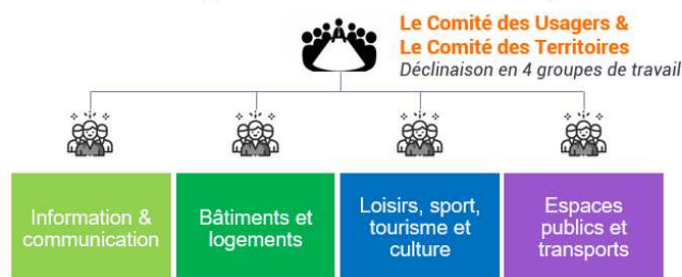 Le Comité des Usagers &
Le Comité des Territoires
Déclinaison en 4 groupes de travail
Information &
communication
Bâtiments et
logements
Loisirs, sport,
tourisme et
culture
Espaces
publics et
transports